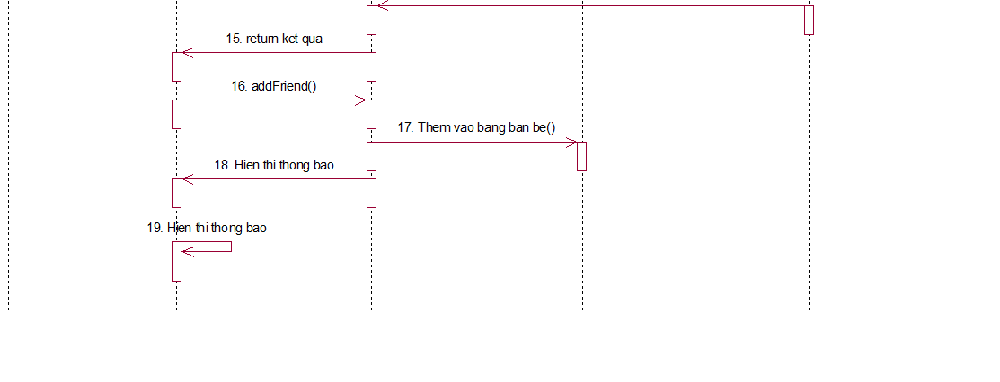 15. return ket qua
16. addFriend()
17. Them vao bang ban be()
18. Hien thi thong bao
19. Hien thi thong bao